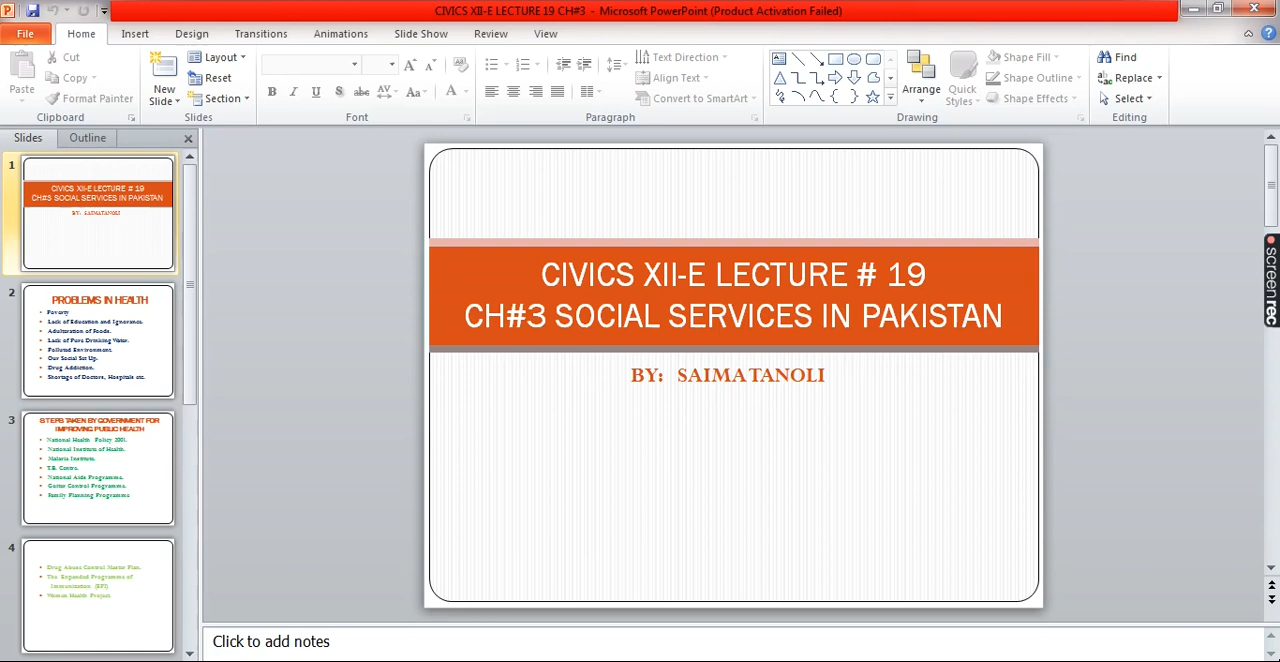 CIVICS XII-E LECTURE 19 CH#3 - Microsoft PowerPoint (Product Activation Failed)
File Home Insert Design Transitions Animations Slide Show Review View
Paste
Cut
Copy
Format Painter
Clipboard
New Slide
Layout
Reset
Section
Slides
Font
Paragraph
Text Direction
Align Text
Convert to SmartArt
Arrange
Quick Styles
Shape Fill
Shape Outline
Shape Effects
Drawing
Find
Replace
Select
Editing
Slides Outline
1
CIVICS XII-E LECTURE # 19
CH#3 SOCIAL SERVICES IN PAKISTAN
BY: SAIMA TANOLI
2
PROBLEMS IN HEALTH
Poverty
Lack of Education and Ignorance.
Adulteration of Foods.
Lack of Pure Drinking Water.
Polluted Environment.
Our Social Set Up.
Drug Addiction.
Shortage of Doctors, Hospitals etc.
3
STEPS TAKEN BY GOVERNMENT FOR
IMPROVING PUBLIC HEALTH
National Health Policy 2001.
National Institute of Health.
Malaria Institute.
T.B. Centre.
National Aids Programme.
Goiter Control Programme.
Family Planning Programme
4
Drug Abuse Control Master Plan.
The Expanded Programme of
Immunization (EPI)
Women Health Project
CIVICS XII-E LECTURE # 19
CH#3 SOCIAL SERVICES IN PAKISTAN
BY: SAIMA TANOLI
Click to add notes
screenrec